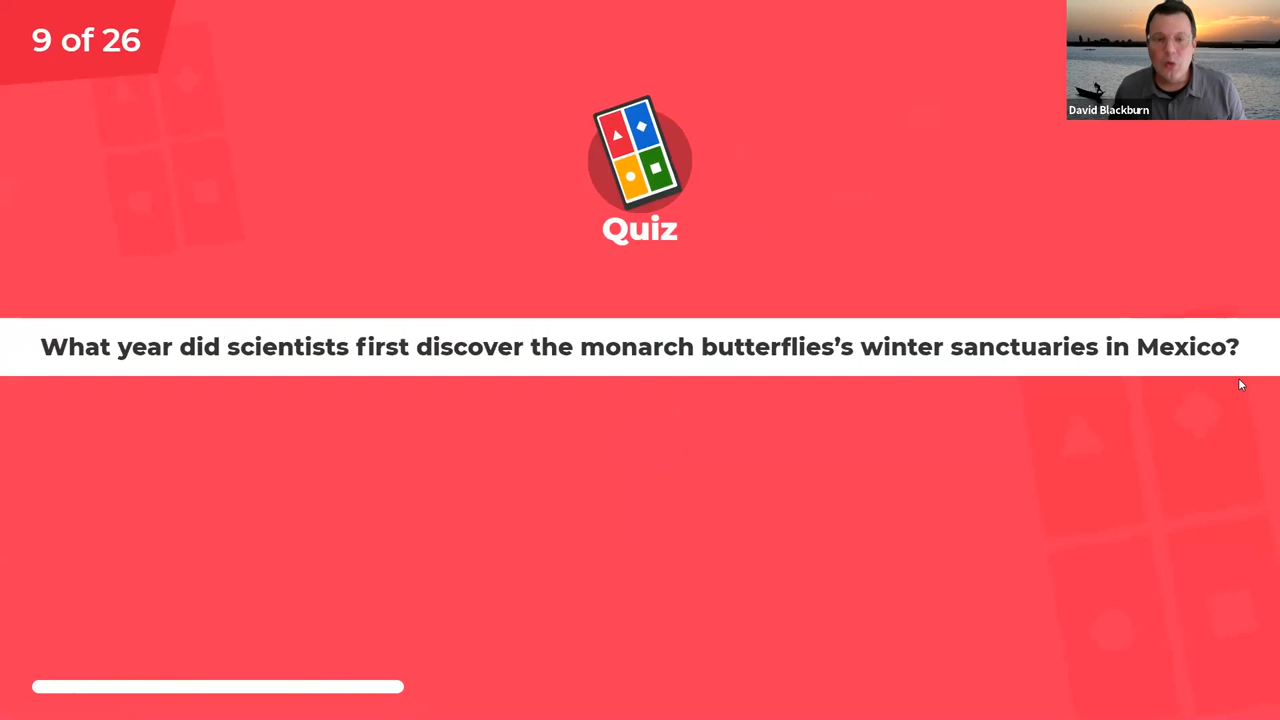 9 of 26
David Blackburn
Quiz
What year did scientists first discover the monarch butterflies’s winter sanctuaries in Mexico?